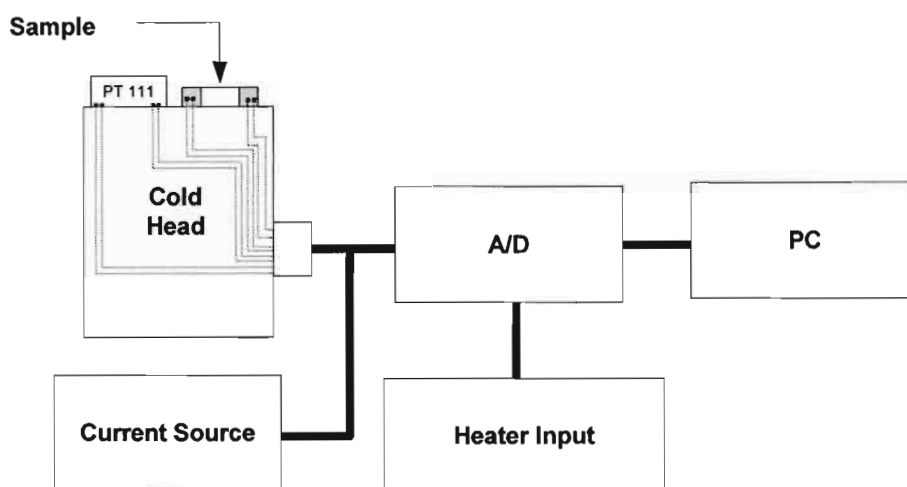 Sample
PT 111
Cold
Head
A/D
PC
Current Source
Heater Input